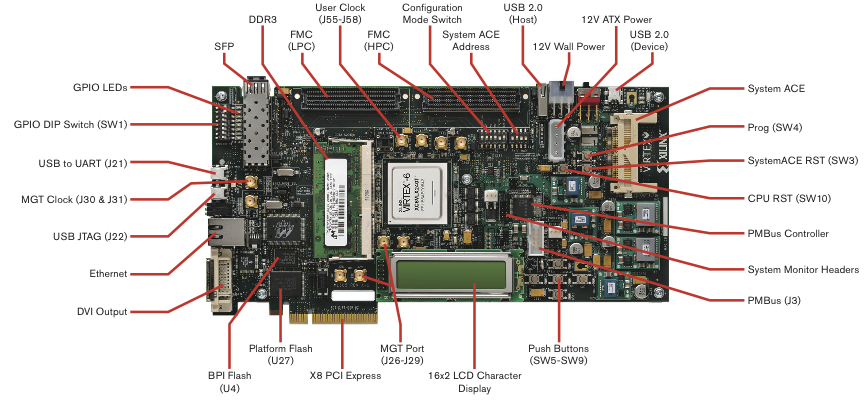 User Clock
(J55-J58)
Configuration
Mode Switch
USB 2.0
(Host)
12V ATX Power
DDR3
FMC
(LPC)
FMC
(HPC)
System ACE
Address
12V Wall Power
USB 2.0
(Device)
SFP
GPIO LEDs
System ACE
GPIO DIP Switch (SW1)
Prog (SW4)
USB to UART (J21)
SystemACE RST (SW3)
MGT Clock (J30 & J31)
CPU RST (SW10)
USB JTAG (J22)
PMBus Controller
Ethernet
System Monitor Headers
DVI Output
PMBus (J3)
Platform Flash
(U27)
MGT Port
(J26-J29)
Push Buttons
(SW5-SW9)
BPI Flash
(U4)
X8 PCI Express
16x2 LCD Character
Display
VIRTEX-6
XILINX
VIRTEX